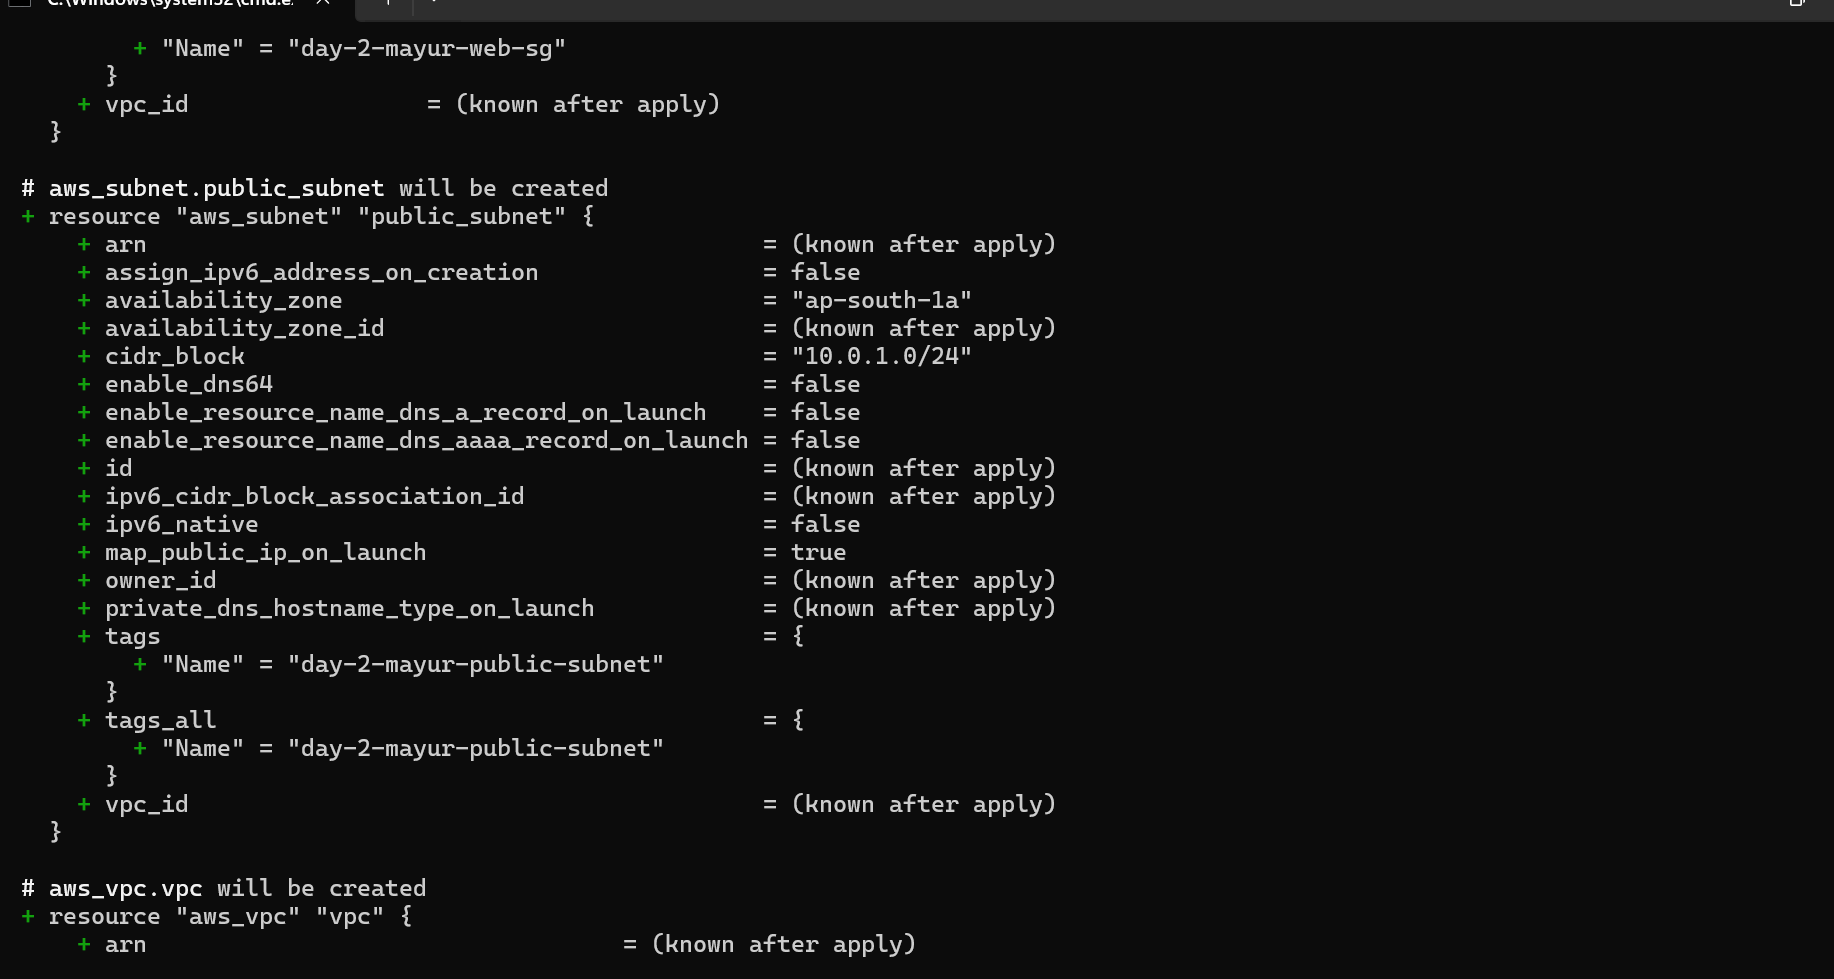 C:\Windows\system32\cmd.e
+ "Name" = "day-2-mayur-web-sg"
}
+ vpc_id = (known after apply)
}
# aws_subnet.public_subnet will be created
+ resource "aws_subnet" "public_subnet" {
+ arn = (known after apply)
+ assign_ipv6_address_on_creation = false
+ availability_zone = "ap-south-1a"
+ availability_zone_id = (known after apply)
+ cidr_block = "10.0.1.0/24"
+ enable_dns64 = false
+ enable_resource_name_dns_a_record_on_launch = false
+ enable_resource_name_dns_aaaa_record_on_launch = false
+ id = (known after apply)
+ ipv6_cidr_block_association_id = (known after apply)
+ ipv6_native = false
+ map_public_ip_on_launch = true
+ owner_id = (known after apply)
+ private_dns_hostname_type_on_launch = (known after apply)
+ tags = {
+ "Name" = "day-2-mayur-public-subnet"
}
+ tags_all = {
+ "Name" = "day-2-mayur-public-subnet"
}
+ vpc_id = (known after apply)
}
# aws_vpc.vpc will be created
+ resource "aws_vpc" "vpc" {
+ arn = (known after apply)